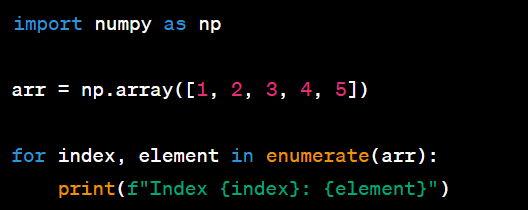 import numpy as np
arr = np.array([1, 2, 3, 4, 5])
for index, element in enumerate(arr):
    print(f"Index {index}: {element}")